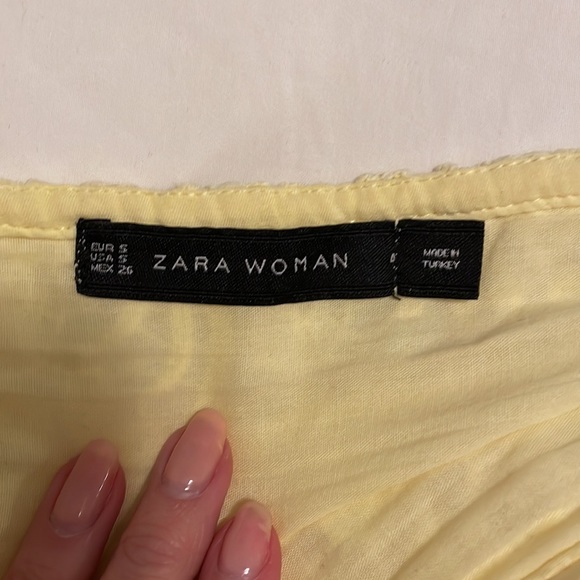 EUR S
USA S
MEX 26
ZARA WOMAN
MADE IN
TURKEY